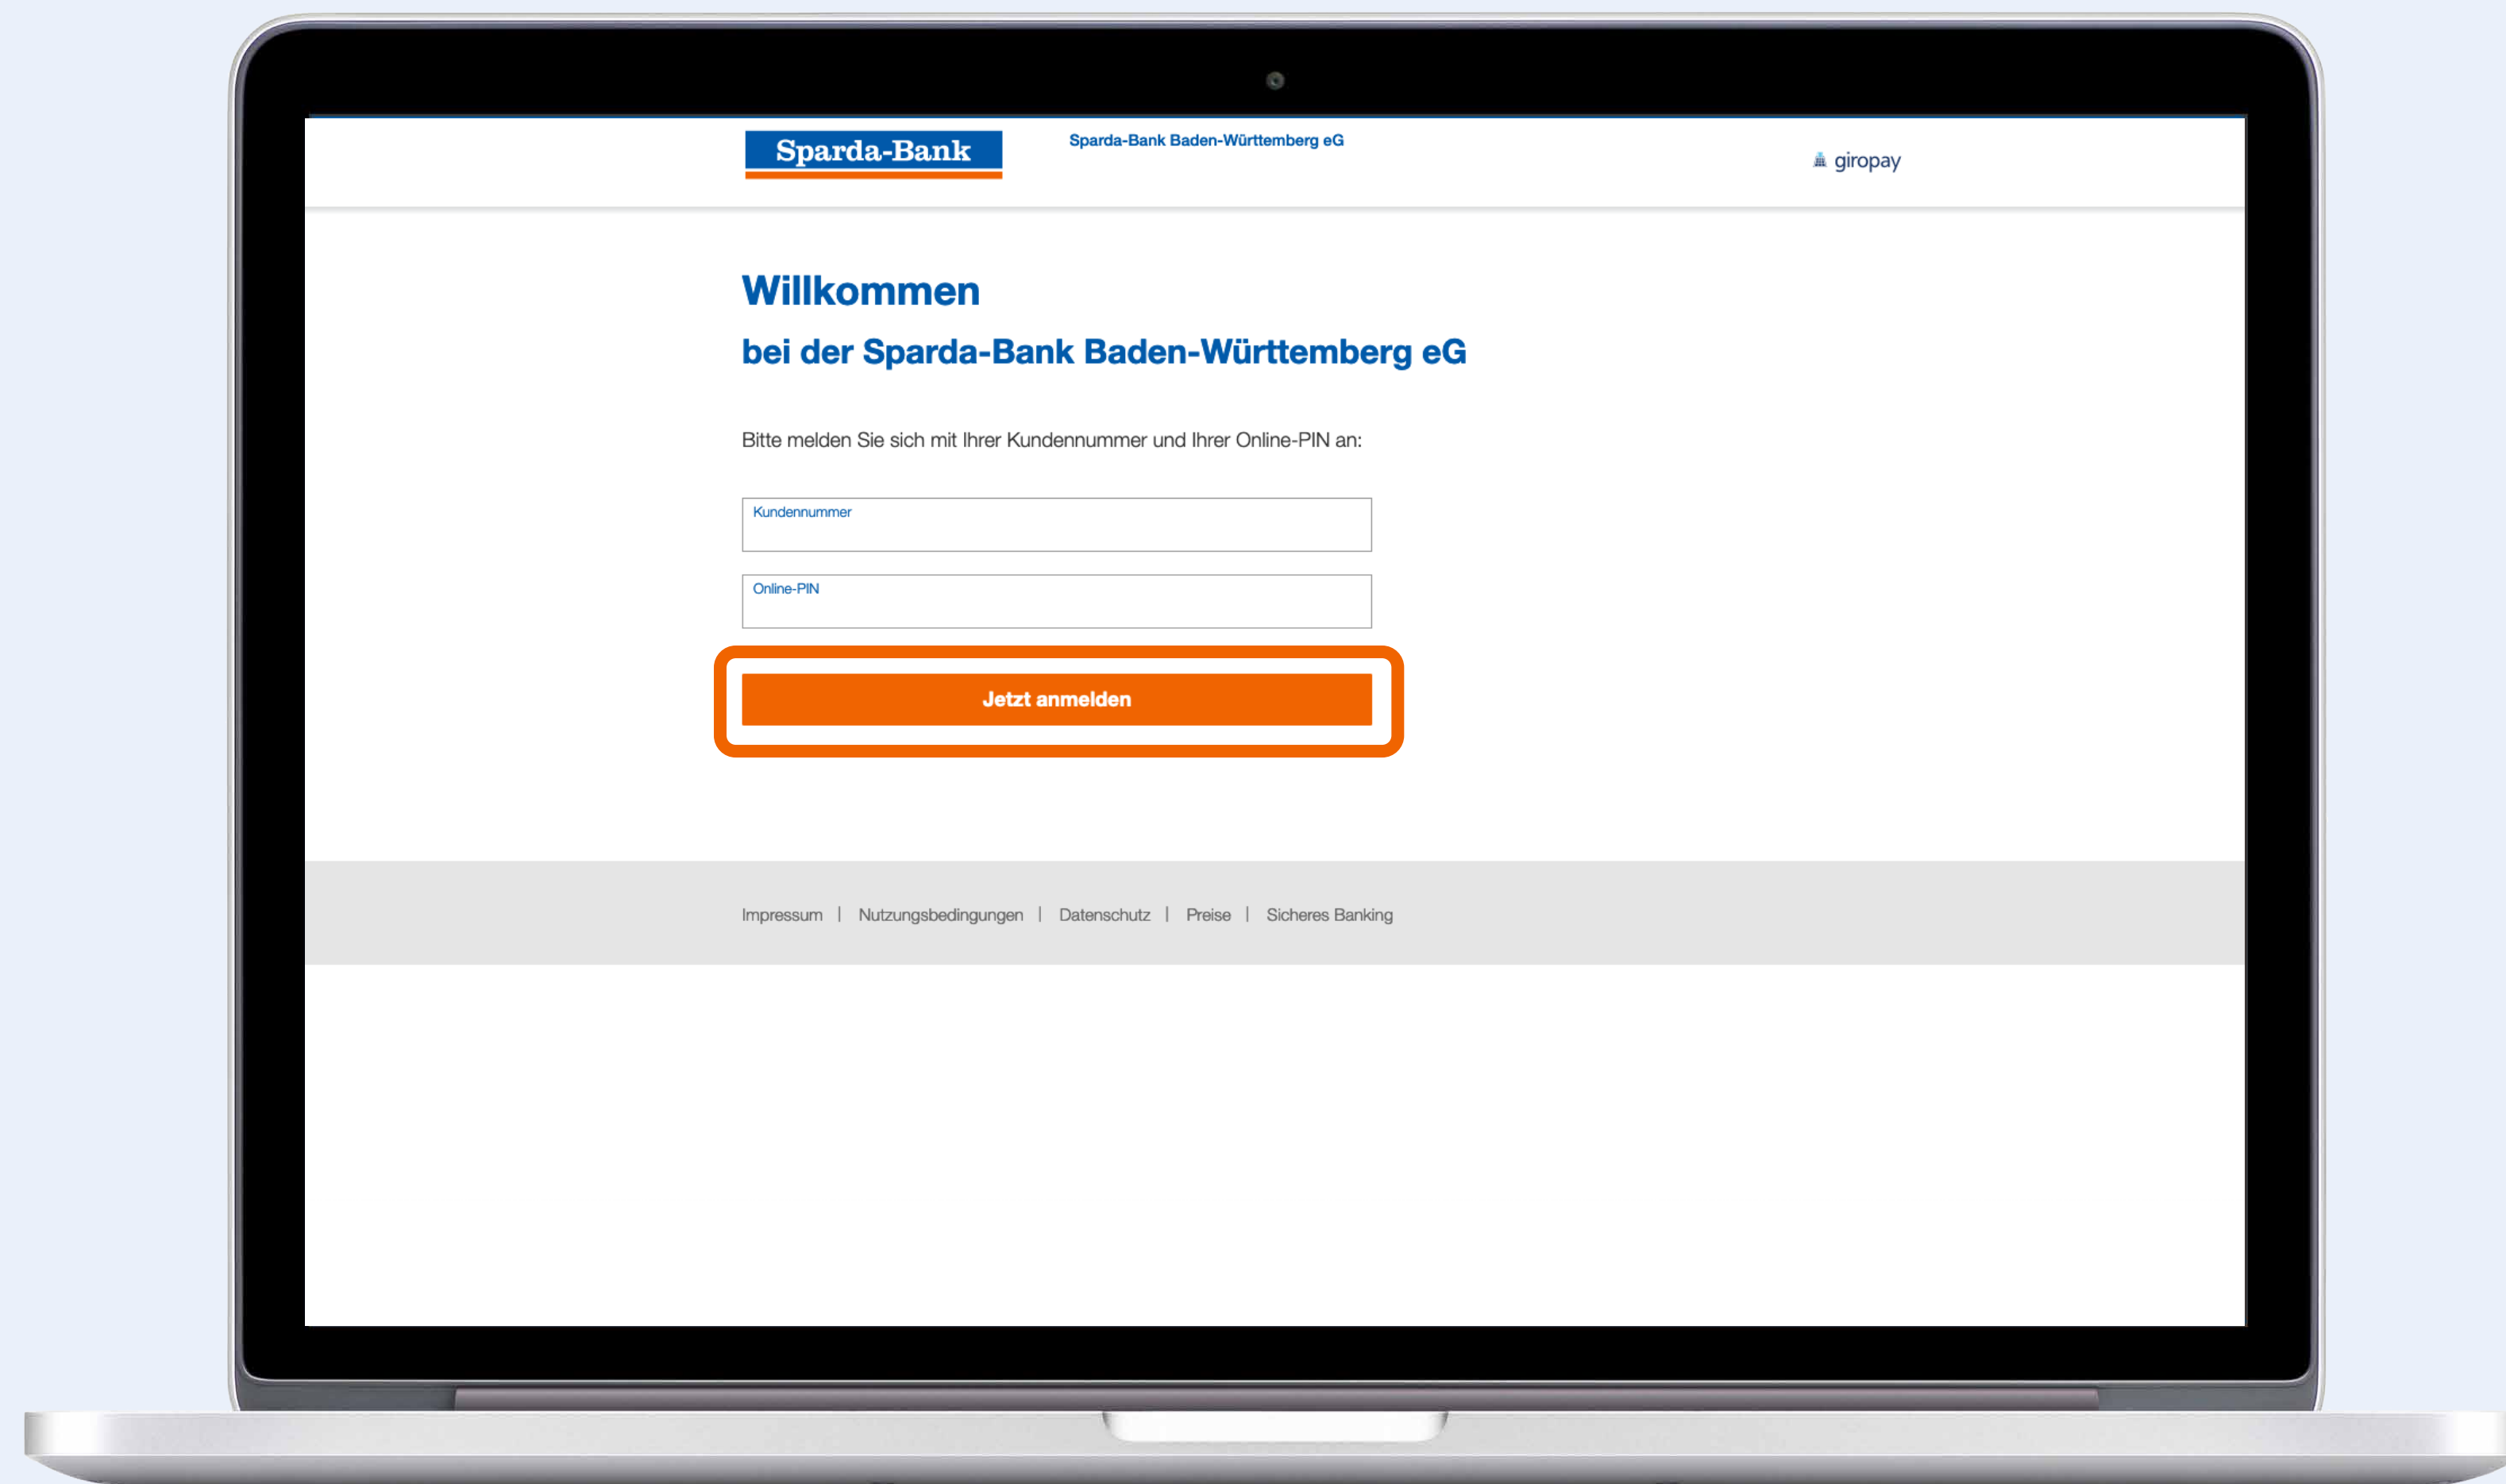 Sparda-Bank
Sparda-Bank Baden-Württemberg eG
giropay
Willkommen
bei der Sparda-Bank Baden-Württemberg eG
Bitte melden Sie sich mit Ihrer Kundennummer und Ihrer Online-PIN an:
Kundennummer
Online-PIN
Jetzt anmelden
Impressum | Nutzungsbedingungen | Datenschutz | Preise | Sicheres Banking